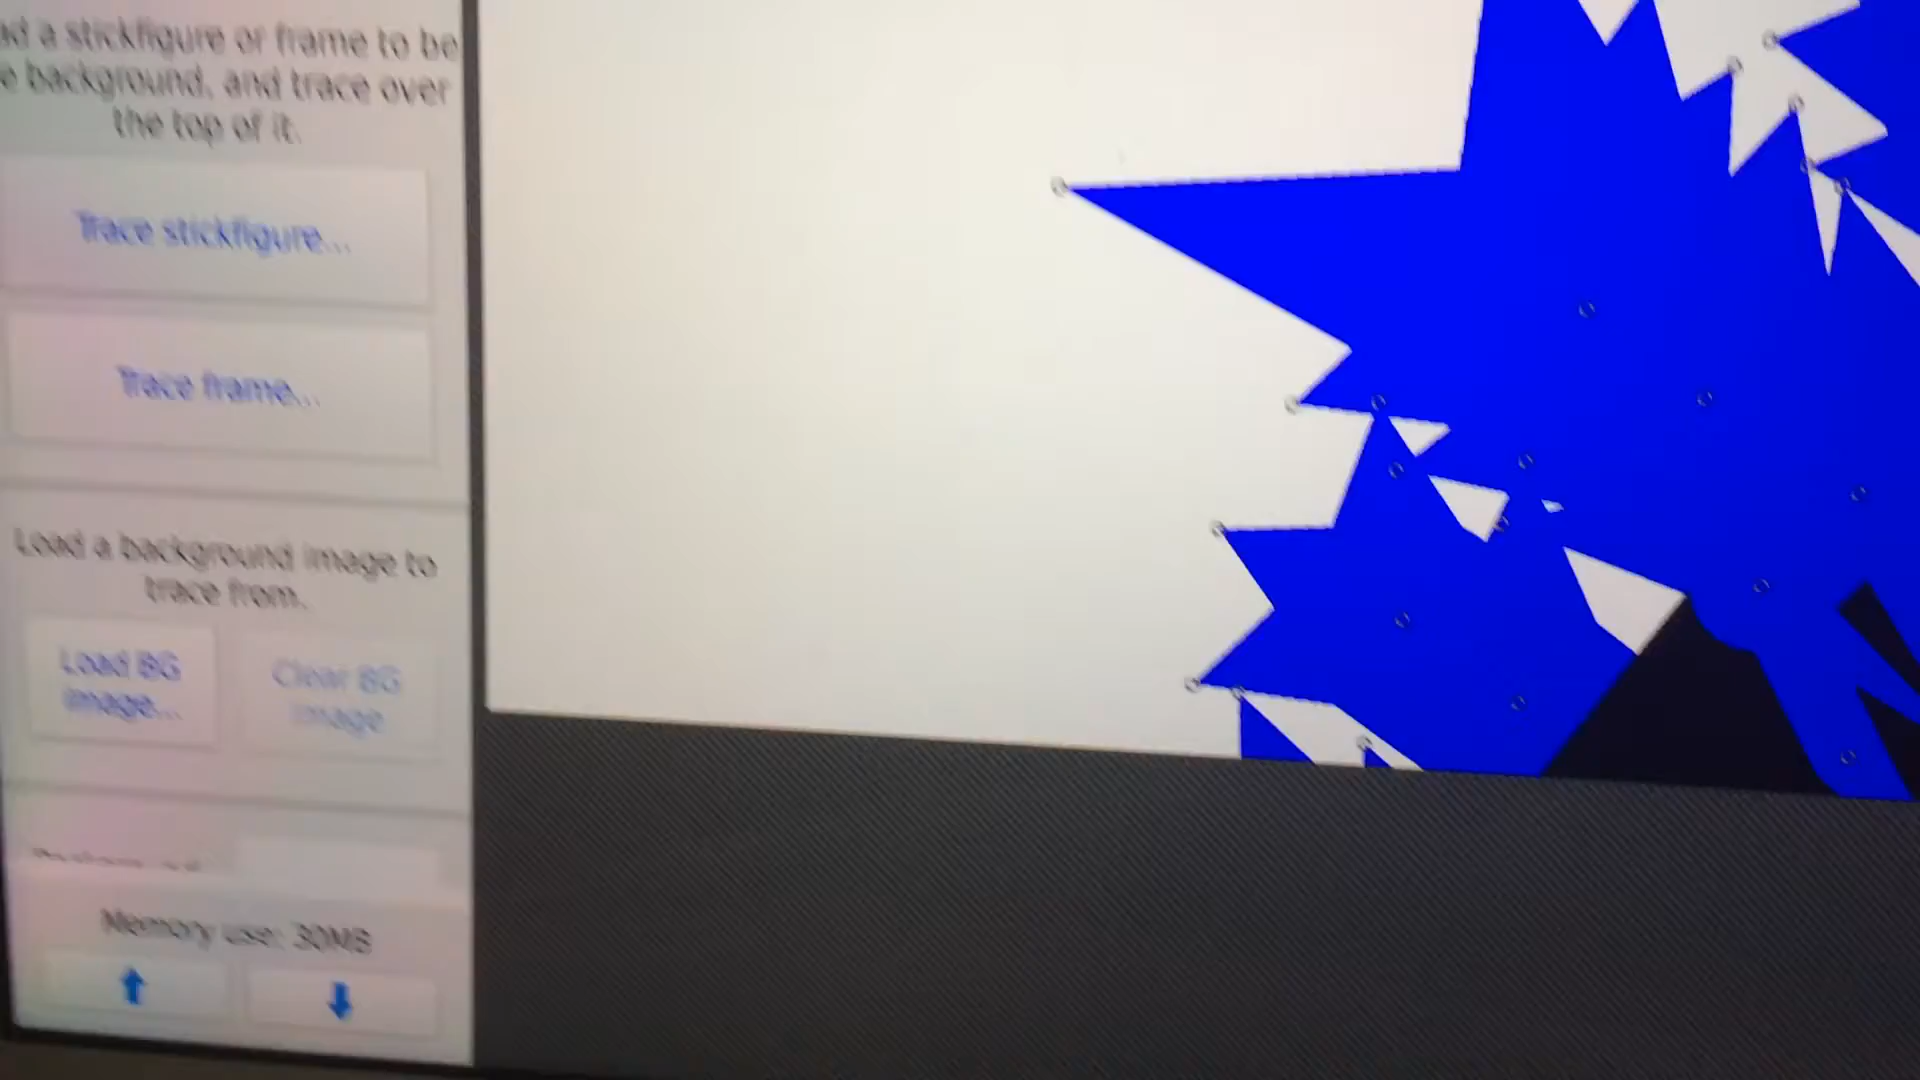 ad a stickfigure or frame to be
e background, and trace over
the top of it.
Trace stickfigure...
Trace frame...
Load a background image to
trace from.
Load BG
image...
Clear BG
image
Memory use: 30MB